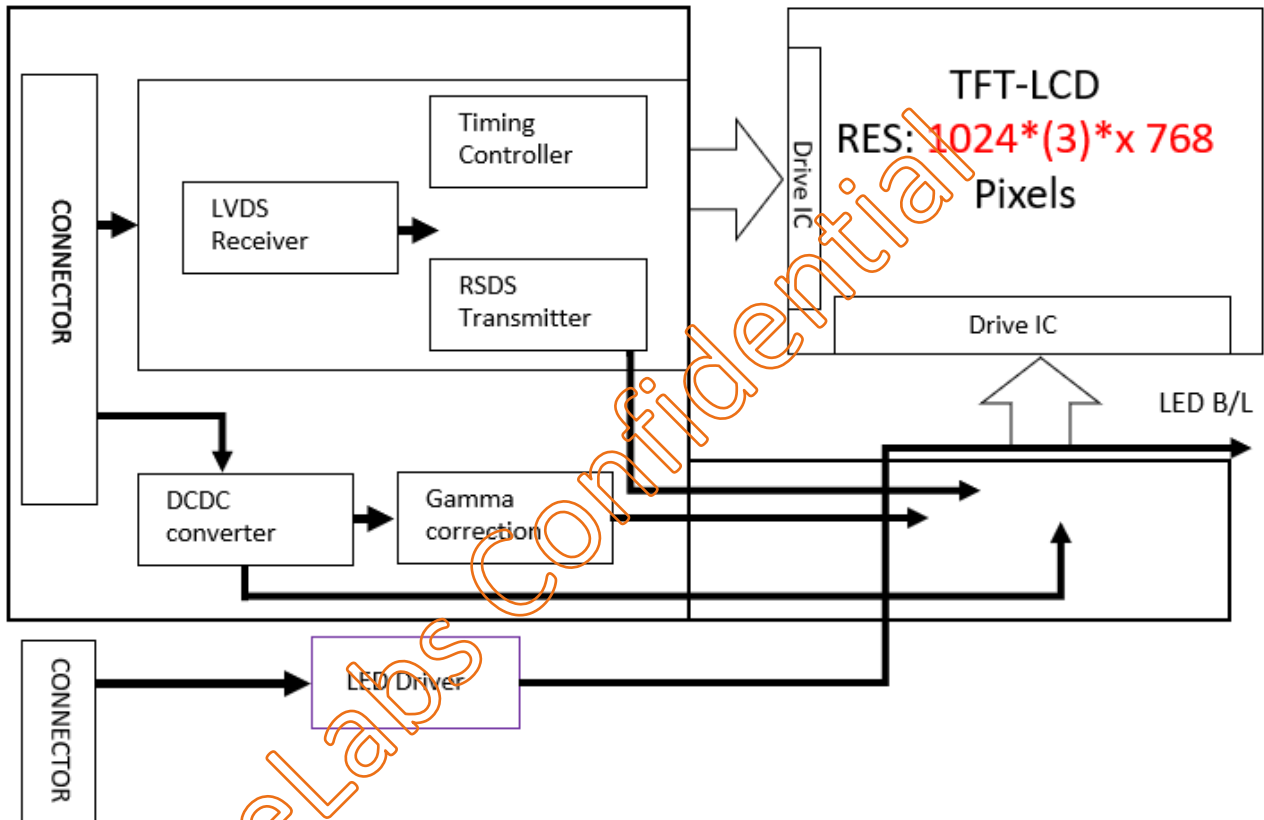 TFT-LCD
RES: 1024*(3)*x 768
Pixels
Drive IC
Drive IC
LED B/L
CONNECTOR
Timing
Controller
LVDS
Receiver
RSDS
Transmitter
DCDC
converter
Gamma
correction
CONNECTOR
LED Driver
eLabs Confidential